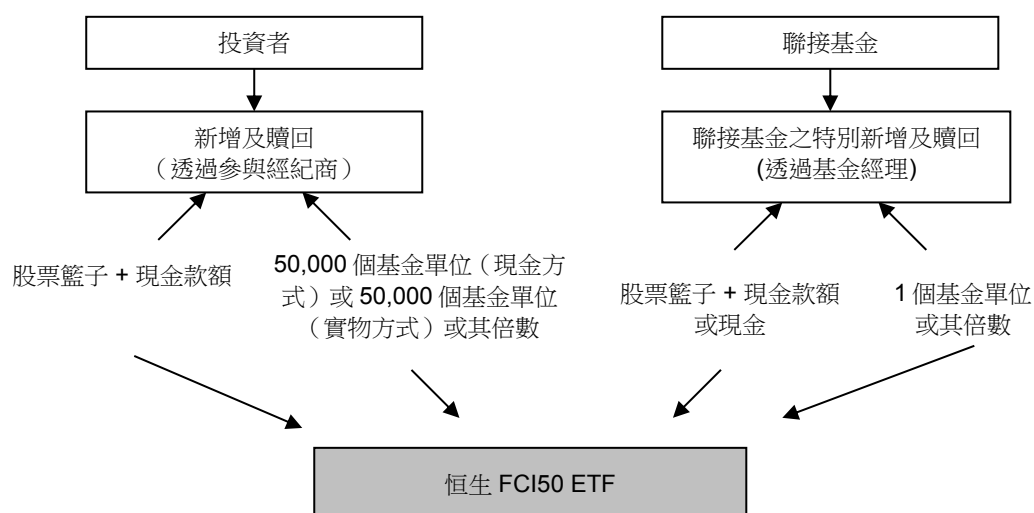 投資者
聯接基金
新增及贖回
（透過參與經紀商）
聯接基金之特別新增及贖回
(透過基金經理)
股票籃子 + 現金款額
50,000 個基金單位（現金方
式）或 50,000 個基金單位
（實物方式）或其倍數
股票籃子 + 現金款額
或現金
1 個基金單位
或其倍數
恒生 FCI50 ETF